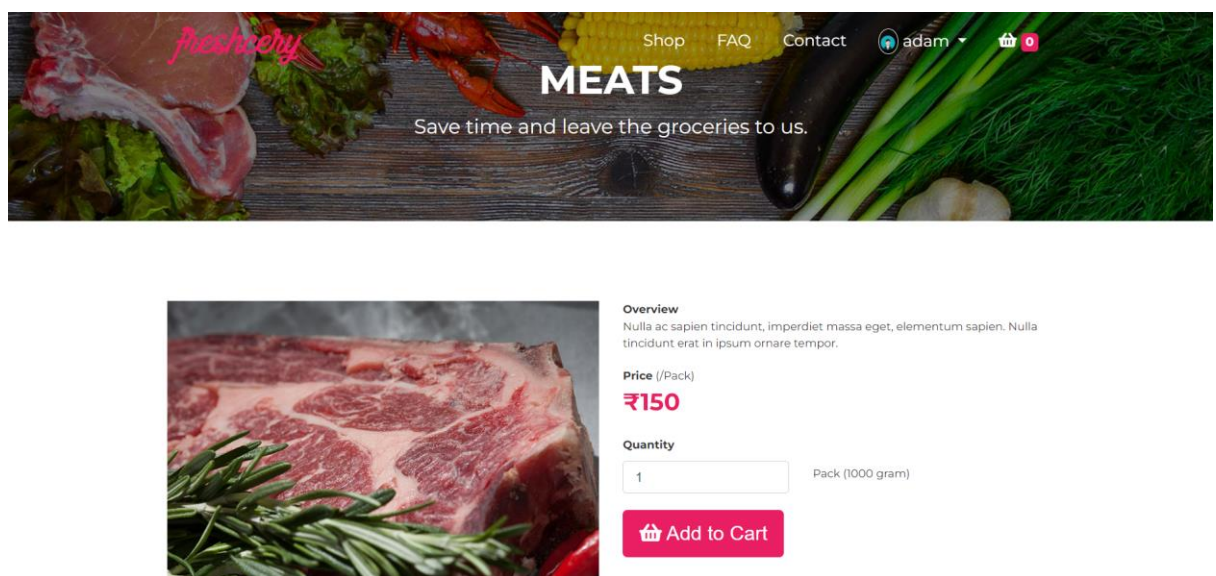 freshcery
Shop FAQ Contact adam 0
MEATS
Save time and leave the groceries to us.
Overview
Nulla ac sapien tincidunt, imperdiet massa eget, elementum sapien. Nulla
tincidunt erat in ipsum ornare tempor.
Price (/Pack)
₹150
Quantity
1 Pack (1000 gram)
Add to Cart